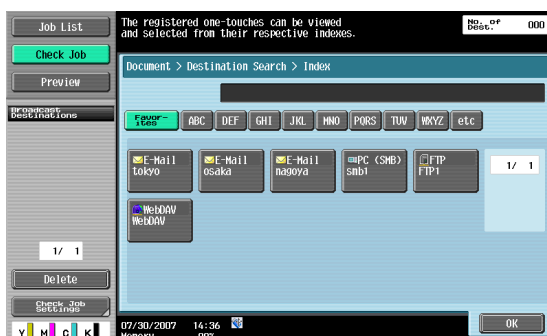 Job List
Check Job
Preview
Broadcast
Destinations
1/ 1
Delete
Check Job
Settings
Y M C K
The registered one-touches can be viewed
and selected from their respective indexes.
No. of
Dest. 000
Document > Destination Search > Index
Favor-
ites ABC DEF GHI JKL MNO PQRS TUV WXYZ etc
E-Mail
tokyo
E-Mail
osaka
E-Mail
nagoya
PC (SMB)
smb1
FTP
FTP1
1/ 1
WebDAV
WebDAV
07/30/2007 14:36
Memory 99%
OK